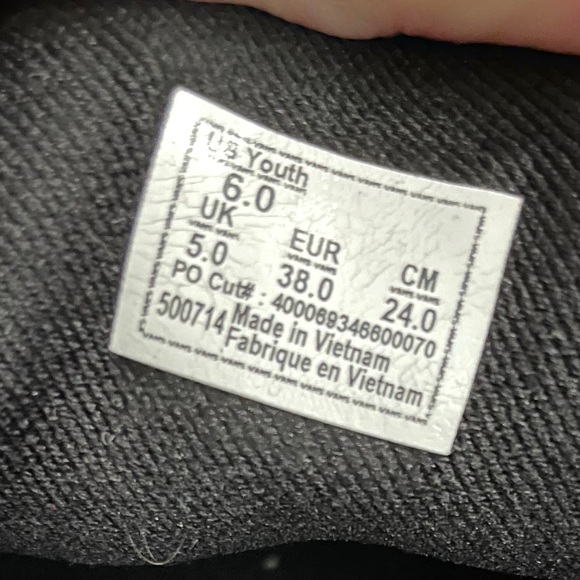 US Youth
6.0
UK EUR CM
5.0 38.0 24.0
PO Cut# : 400069346600070
500714 Made in Vietnam
Fabrique en Vietnam